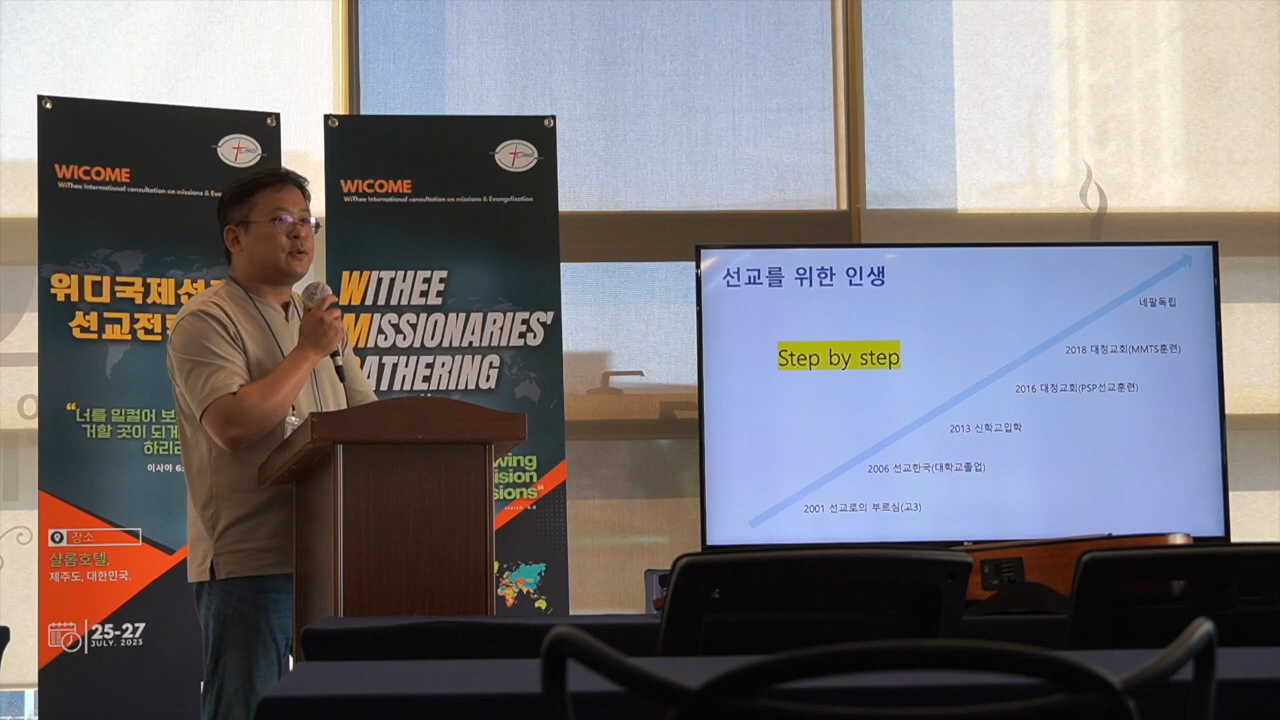 WICOME
WiThee International consultation on missions & Eve
위디국제선
선교전
“너를 일컬어 보
거할 곳이 되게
하리라
이사야 6
장소
샬롬호텔,
제주도, 대한민국.
25-27
JULY, 2023
WICOME
WiThee International consultation on missions & Evangelization
WITHEE
MISSIONARIES'
GATHERING
wing
ision
sions”
Isaiah
선교를 위한 인생
Step by step
네팔독립
2018 대청교회(MMTS훈련)
2016 대청교회(PSP선교훈련)
2013 신학교입학
2006 선교한국(대학교졸업)
2001 선교로의 부르심(고3)